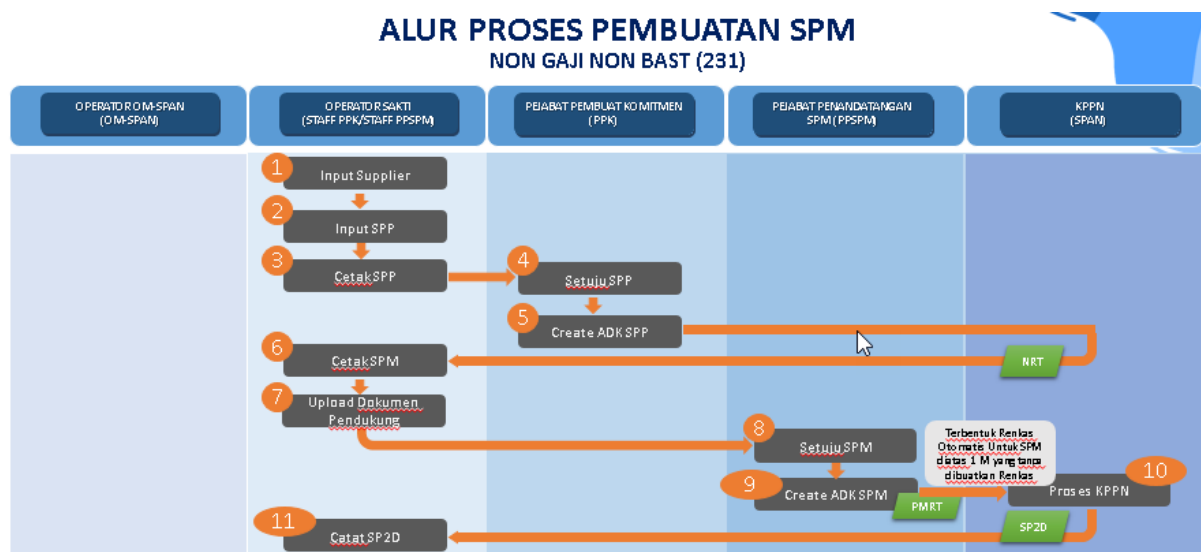 ALUR PROSES PEMBUATAN SPM
NON GAJI NON BAST (231)
OPERATOR OM-SPAN
(OM-SPAN)
OPERATOR SAKTI
(STAFF PPK/STAFF PPSPM)
PEJABAT PEMBUAT KOMITMEN
(PPK)
PEJABAT PENANDATANGAN
SPM (PPSPM)
KPPN
(SPAN)
1
Input Supplier
2
Input SPP
3
Cetak SPP
4
Setuju SPP
5
Create ADK SPP
6
Cetak SPM
NRT
7
Upload Dokumen
Pendukung
8
Setuju SPM
Terbentuk Renkas
Otomatis Untuk SPM
diatas 1 M yang tanpa
dibuatkan Renkas
9
Create ADK SPM
PMRT
10
Proses KPPN
SP2D
11
Catat SP2D